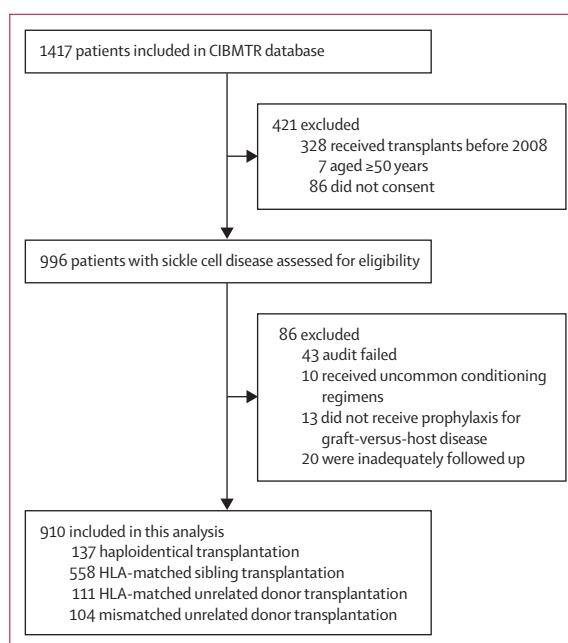 1417 patients included in CIBMTR database
421 excluded
328 received transplants before 2008
7 aged ≥50 years
86 did not consent
996 patients with sickle cell disease assessed for eligibility
86 excluded
43 audit failed
10 received uncommon conditioning
regimens
13 did not receive prophylaxis for
graft-versus-host disease
20 were inadequately followed up
910 included in this analysis
137 haploidentical transplantation
558 HLA-matched sibling transplantation
111 HLA-matched unrelated donor transplantation
104 mismatched unrelated donor transplantation